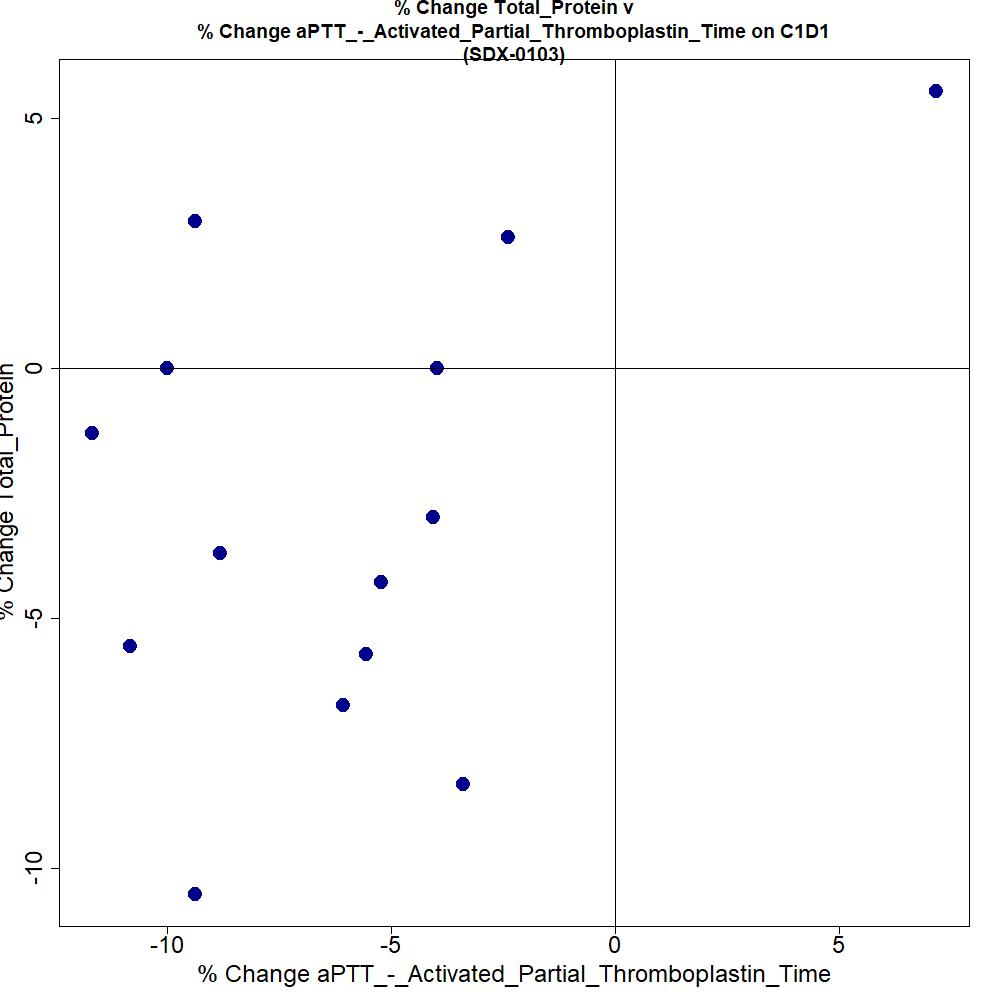 % Change Total_Protein v
% Change aPTT_-_Activated_Partial_Thromboplastin_Time on C1D1
(SDX-0103)
5
0
-5
-10
% Change Total_Protein
-10
-5
0
5
% Change aPTT_-_Activated_Partial_Thromboplastin_Time